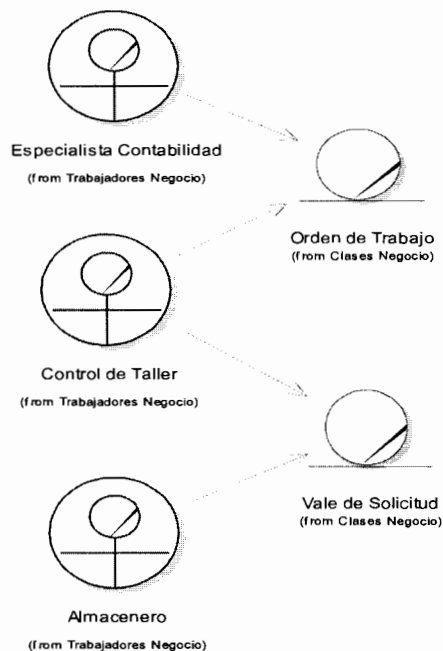 Especialista Contabilidad
(from Trabajadores Negocio)
Orden de Trabajo
(from Clases Negocio)
Control de Taller
(from Trabajadores Negocio)
Vale de Solicitud
(from Clases Negocio)
Almacenero
(from Trabajadores Negocio)